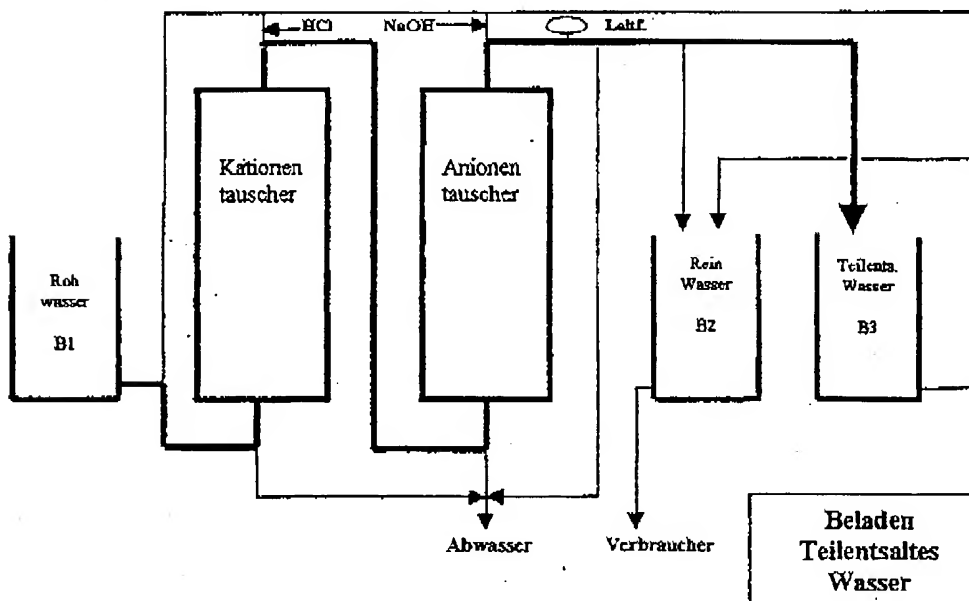 HCl
NaOH
Leitf.
Kationen
tauscher
Anionen
tauscher
Roh
wasser
B1
Rein
Wasser
B2
Teilents.
Wasser
B3
Abwasser
Verbraucher
Beladen
Teilentsaltes
Wasser